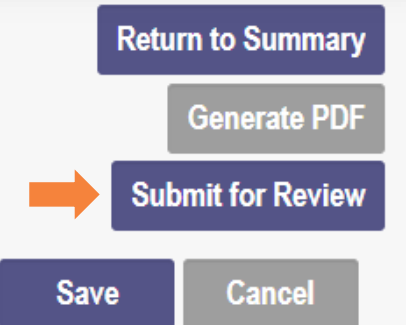 Return to Summary
Generate PDF
Submit for Review
Save Cancel